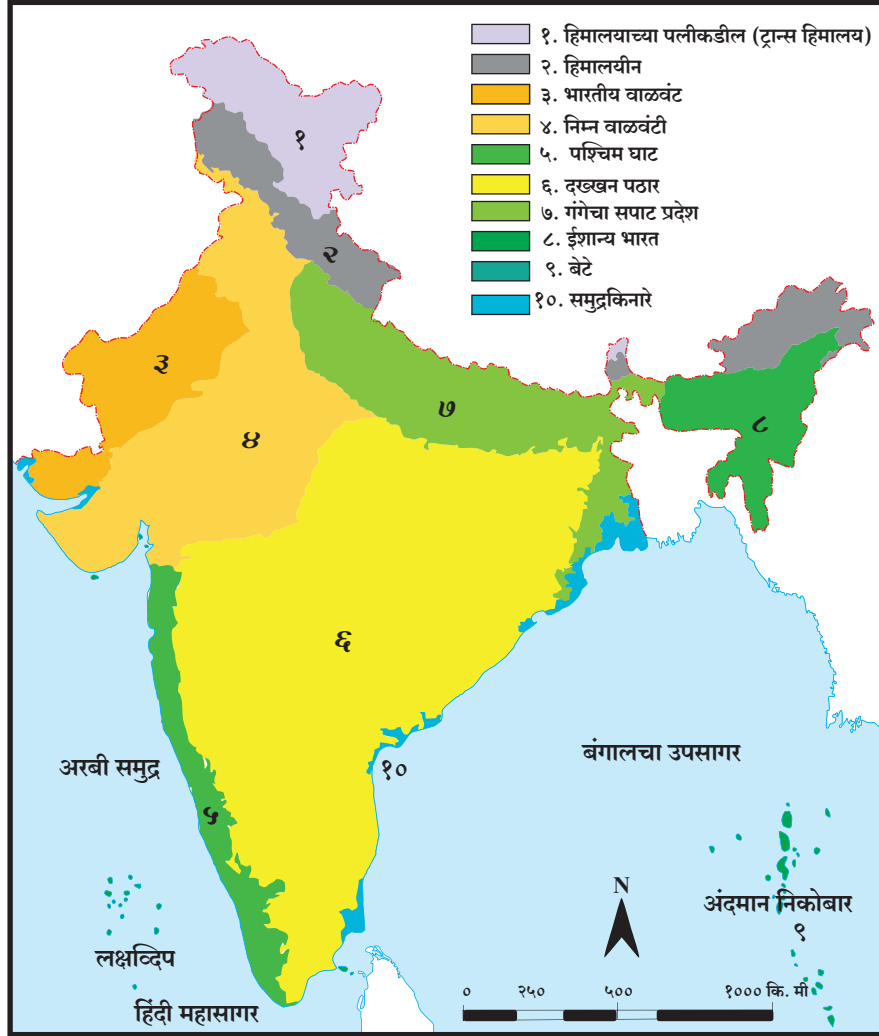 १. हिमालयाच्या पलीकडील (ट्रान्स हिमालय)
२. हिमालयीन
३. भारतीय वाळवंट
४. निम्न वाळवंटी
५. पश्चिम घाट
६. दख्खन पठार
७. गंगेचा सपाट प्रदेश
८. ईशान्य भारत
९. बेटे
१०. समुद्रकिनारे
१
२
३
७
८
४
६
बंगालचा उपसागर
अरबी समुद्र
१०
५
N
अंदमान निकोबार
९
लक्षव्दिप
हिंदी महासागर
० २५० ५०० १००० कि. मी